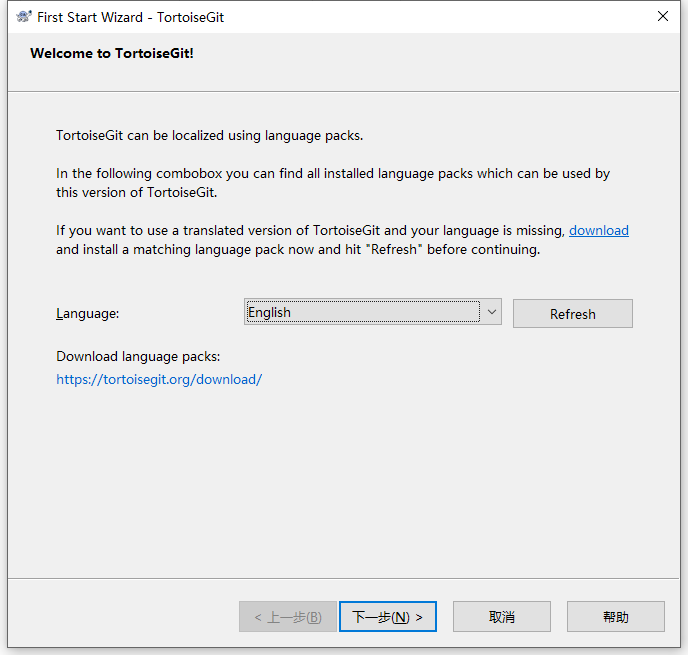 First Start Wizard - TortoiseGit
Welcome to TortoiseGit!
TortoiseGit can be localized using language packs.
In the following combobox you can find all installed language packs which can be used by
this version of TortoiseGit.
If you want to use a translated version of TortoiseGit and your language is missing, download
and install a matching language pack now and hit "Refresh" before continuing.
Language: English Refresh
Download language packs:
https://tortoisegit.org/download/
< 上一步(B) 下一步(N) > 取消 帮助